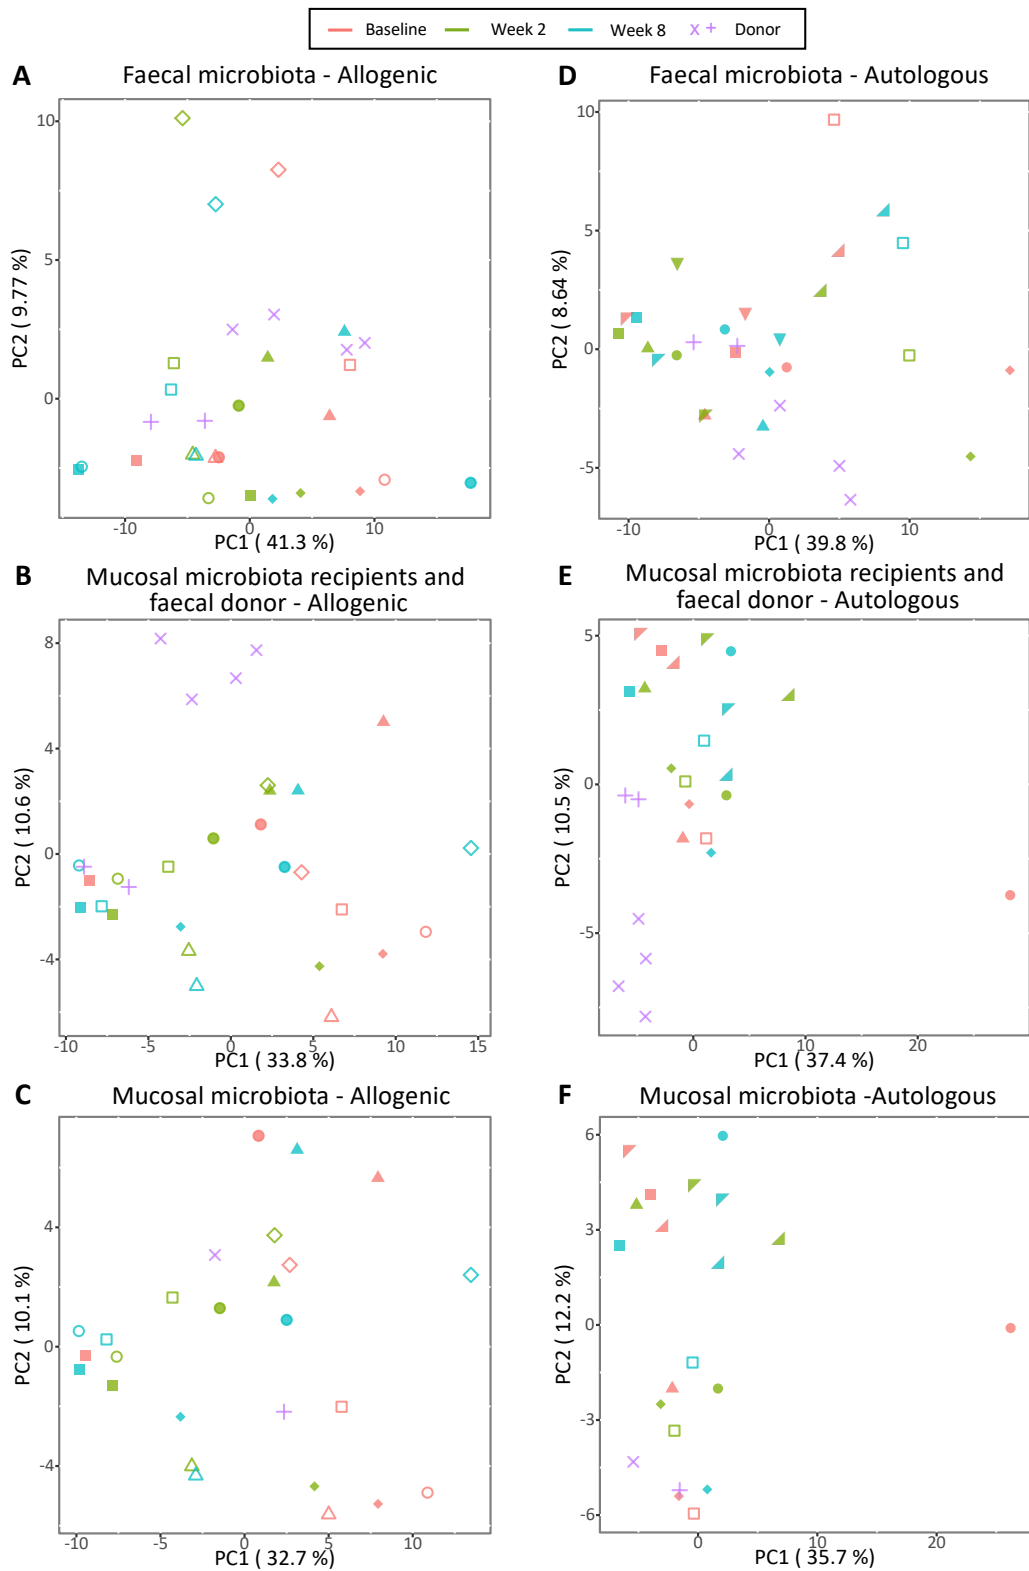 Baseline Week 2 Week 8 × + Donor
A Faecal microbiota - Allogenic
10
5
0
PC2 ( 9.77 %)
-10 0 10
PC1 ( 41.3 %)
B Mucosal microbiota recipients and
faecal donor - Allogenic
8
4
0
-4
PC2 ( 10.6 %)
-10 -5 0 5 10 15
PC1 ( 33.8 %)
C Mucosal microbiota - Allogenic
4
0
-4
PC2 ( 10.1 %)
-10 -5 0 5 10
PC1 ( 32.7 %)
D Faecal microbiota - Autologous
10
5
0
-5
PC2 ( 8.64 %)
-10 0 10
PC1 ( 39.8 %)
E Mucosal microbiota recipients and
faecal donor - Autologous
5
0
-5
PC2 ( 10.5 %)
0 10 20
PC1 ( 37.4 %)
F Mucosal microbiota -Autologous
6
3
0
-3
-6
PC2 ( 12.2 %)
0 10 20
PC1 ( 35.7 %)